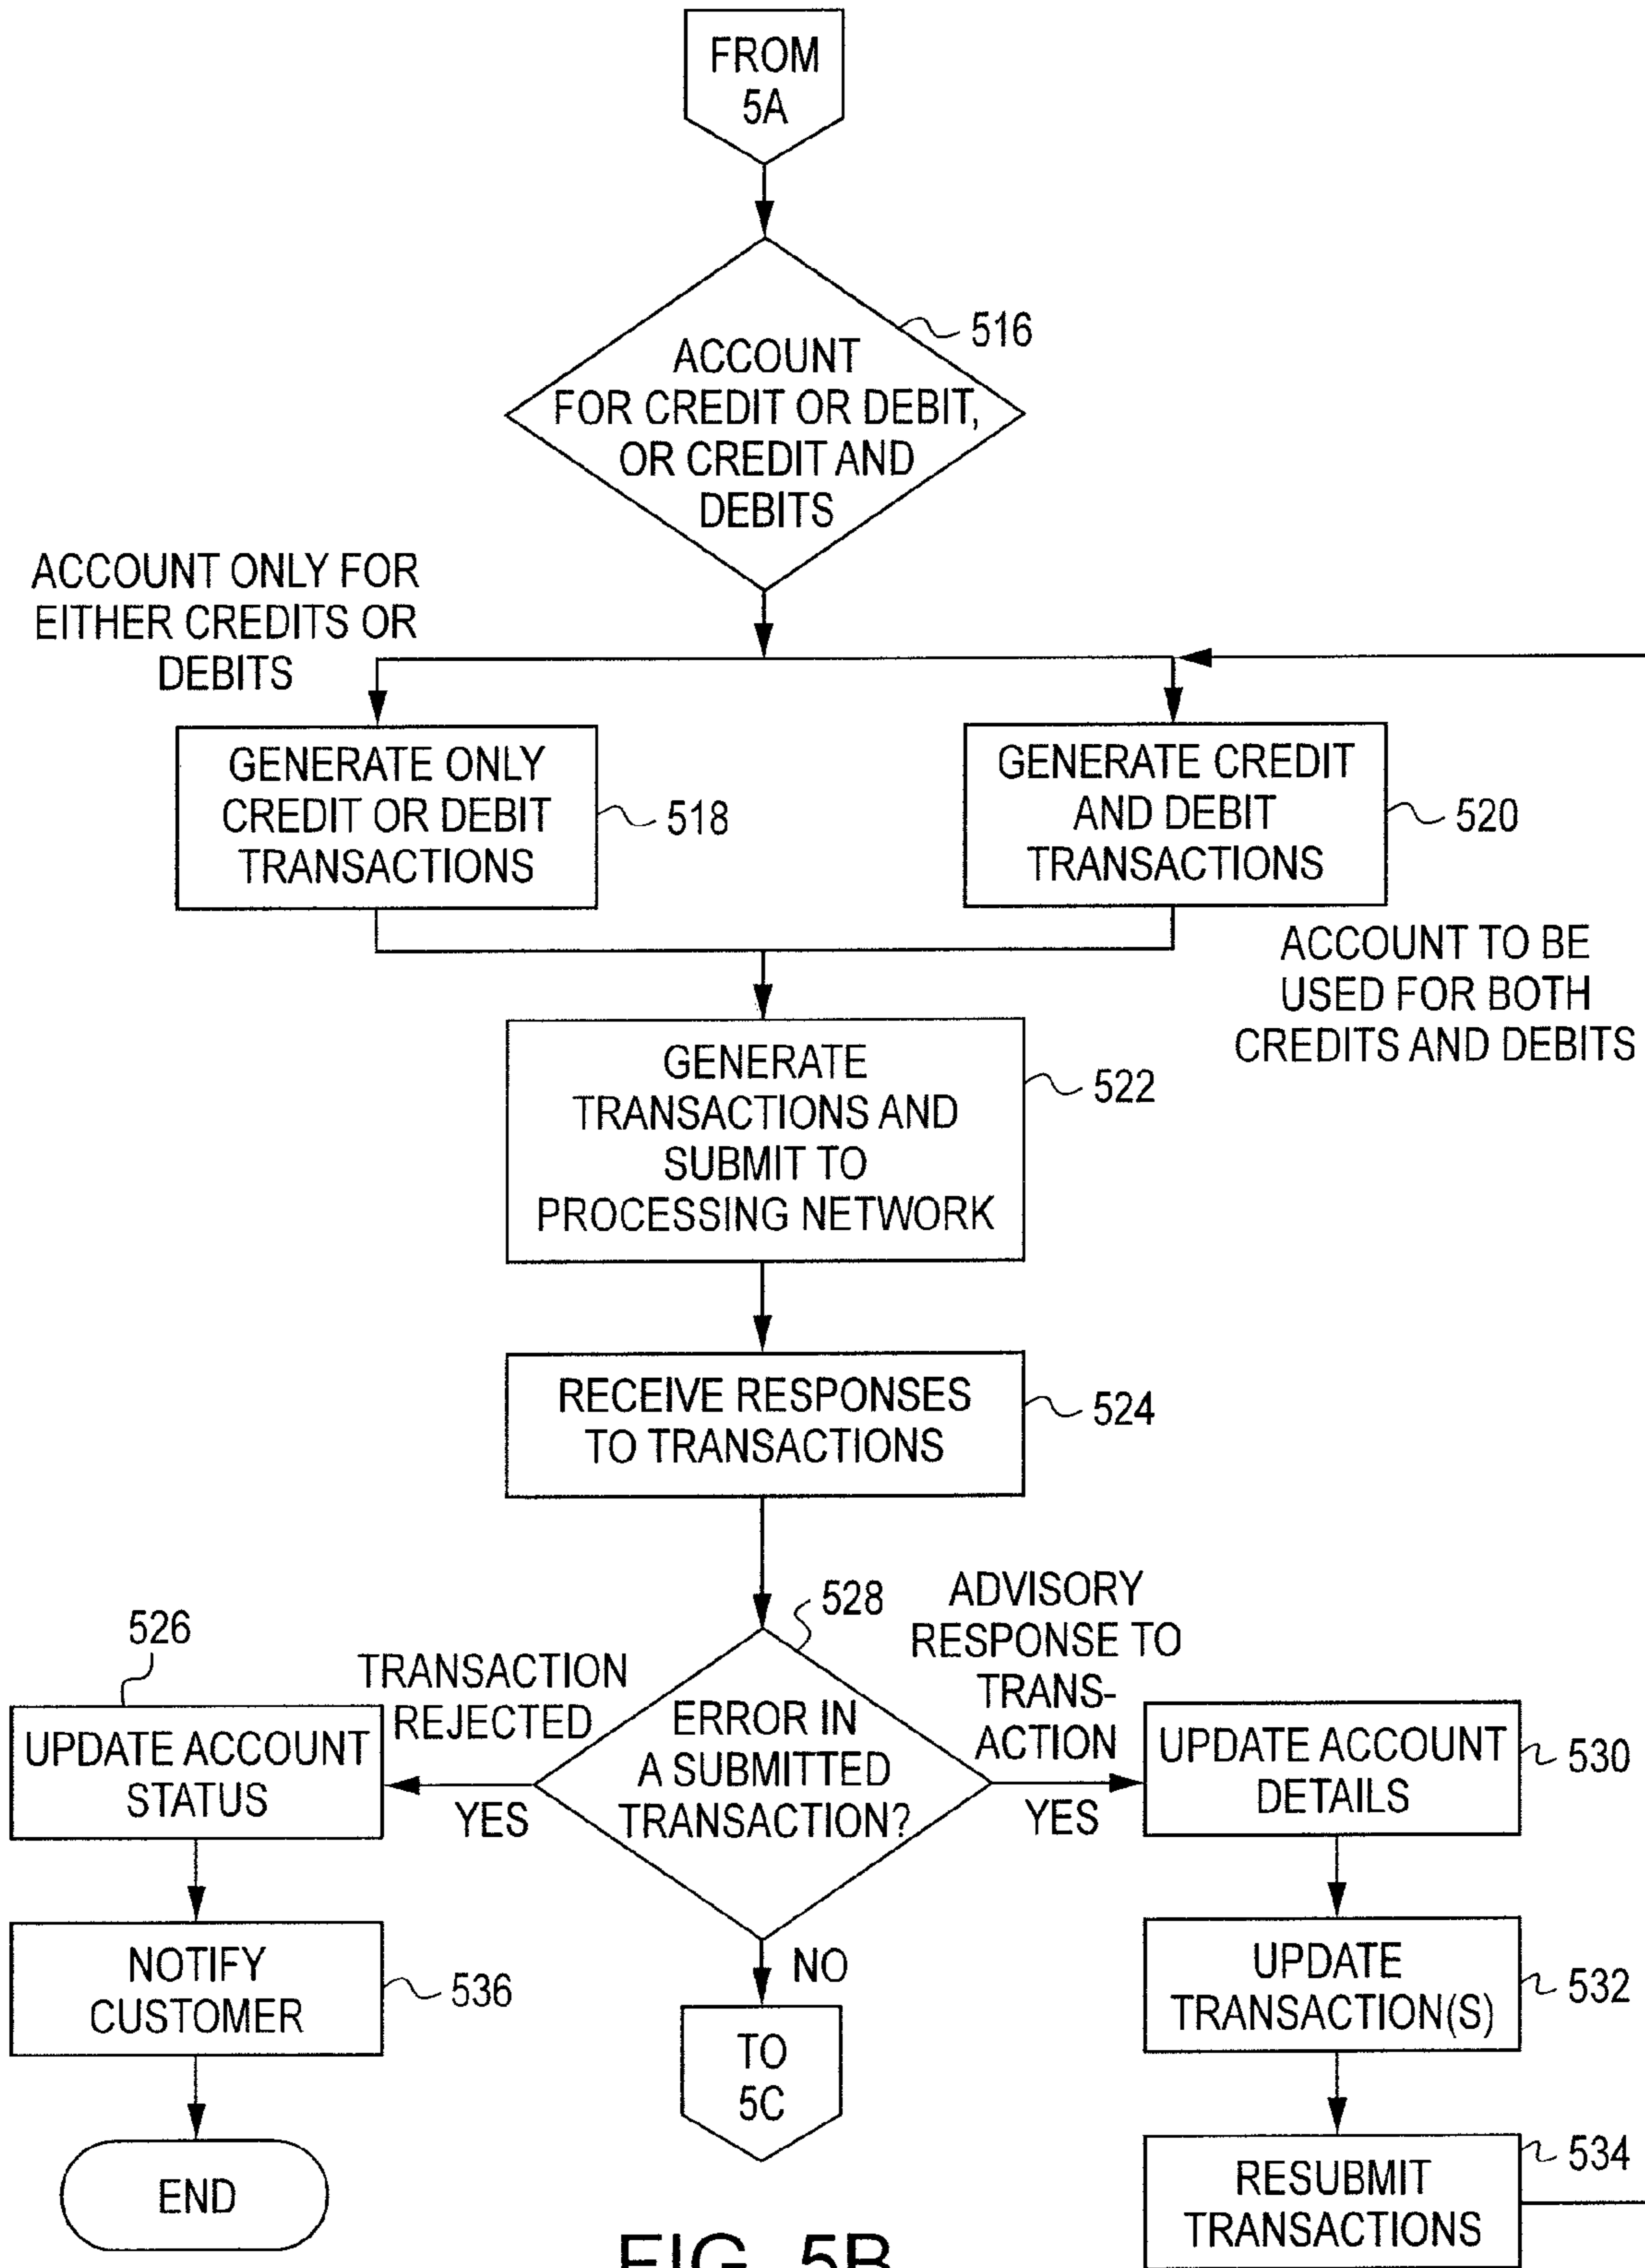 FROM
5A
516
ACCOUNT
FOR CREDIT OR DEBIT,
OR CREDIT AND
DEBITS
ACCOUNT ONLY FOR
EITHER CREDITS OR
DEBITS
GENERATE ONLY
CREDIT OR DEBIT
TRANSACTIONS
518
GENERATE CREDIT
AND DEBIT
TRANSACTIONS
520
ACCOUNT TO BE
USED FOR BOTH
CREDITS AND DEBITS
GENERATE
TRANSACTIONS AND
SUBMIT TO
PROCESSING NETWORK
522
RECEIVE RESPONSES
TO TRANSACTIONS
524
528
ERROR IN
A SUBMITTED
TRANSACTION?
TRANSACTION
REJECTED
YES
526
UPDATE ACCOUNT
STATUS
NOTIFY
CUSTOMER
536
END
NO
TO
5C
ADVISORY
RESPONSE TO
TRANS-
ACTION
YES
UPDATE ACCOUNT
DETAILS
530
UPDATE
TRANSACTION(S)
532
RESUBMIT
TRANSACTIONS
534
FIG. 5B